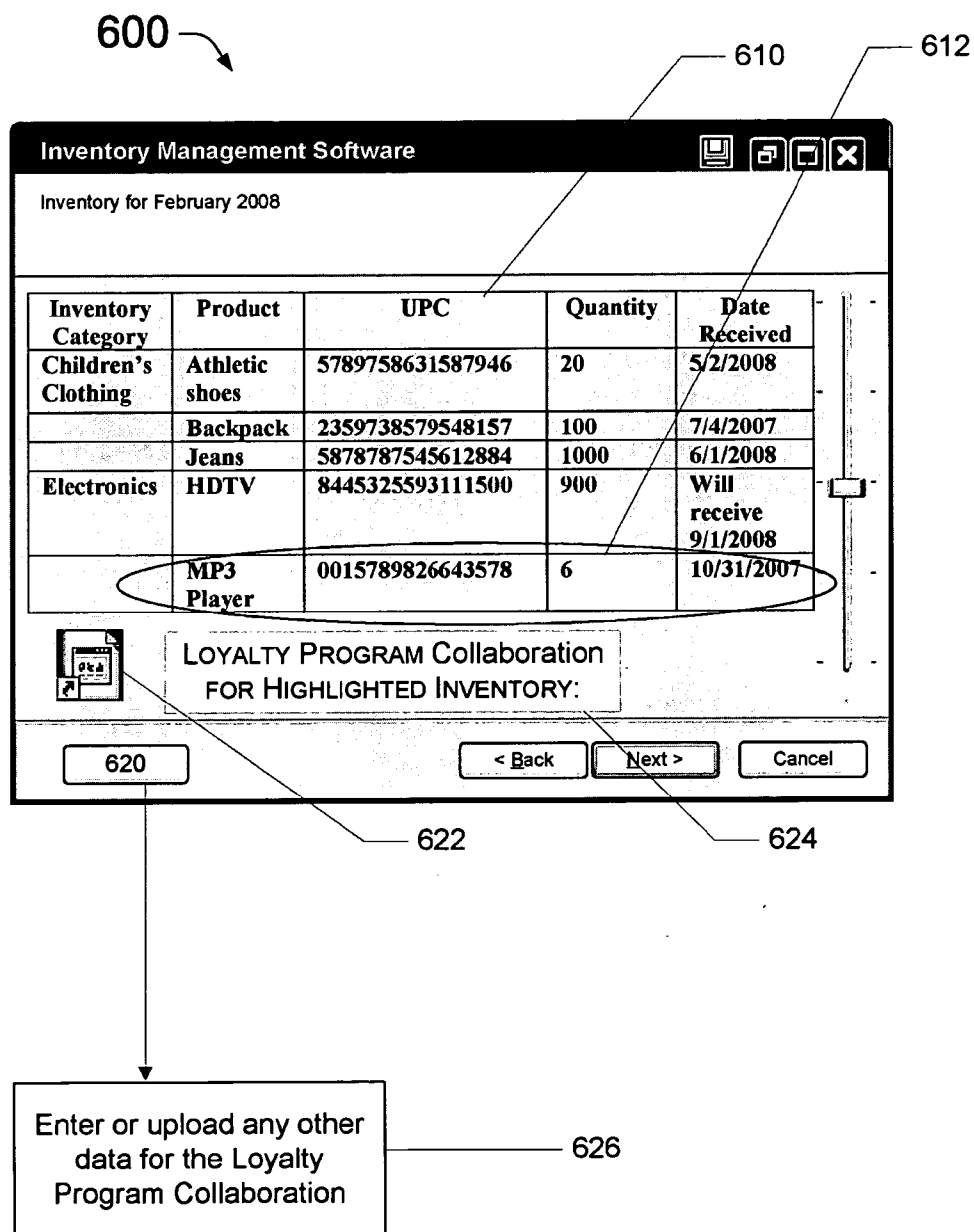 600
610
612
Inventory Management Software
Inventory for February 2008
Inventory Category Product UPC Quantity Date Received
Children's Clothing Athletic shoes 5789758631587946 20 5/2/2008
Backpack 2359738579548157 100 7/4/2007
Jeans 5878787545612884 1000 6/1/2008
Electronics HDTV 8445325593111500 900 Will receive 9/1/2008
MP3 Player 0015789826643578 6 10/31/2007
LOYALTY PROGRAM Collaboration
FOR HIGHLIGHTED INVENTORY:
620
< Back
Next >
Cancel
622
624
Enter or upload any other
data for the Loyalty
Program Collaboration
626